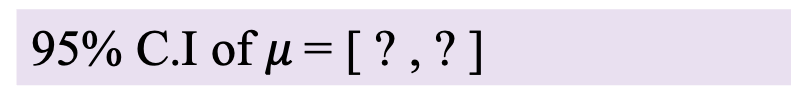 95% C.I of μ = [ ? , ? ]